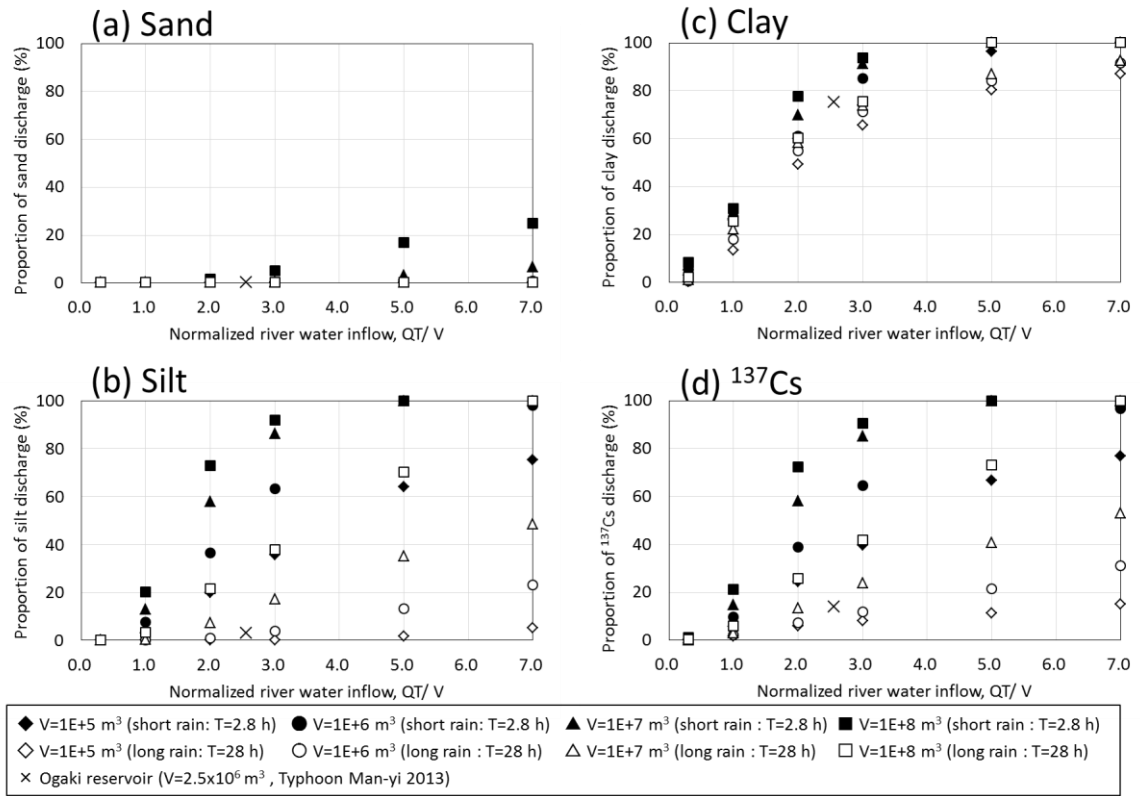 (a) Sand
Proportion of sand discharge (%)
100
80
60
40
20
0
0.0 1.0 2.0 3.0 4.0 5.0 6.0 7.0
Normalized river water inflow, QT/ V
(c) Clay
Proportion of clay discharge (%)
100
80
60
40
20
0
0.0 1.0 2.0 3.0 4.0 5.0 6.0 7.0
Normalized river water inflow, QT/ V
(b) Silt
Proportion of silt discharge (%)
100
80
60
40
20
0
0.0 1.0 2.0 3.0 4.0 5.0 6.0 7.0
Normalized river water inflow, QT/ V
(d) ¹³⁷Cs
Proportion of ¹³⁷Cs discharge (%)
100
80
60
40
20
0
0.0 1.0 2.0 3.0 4.0 5.0 6.0 7.0
Normalized river water inflow, QT/ V
◆ V=1E+5 m³ (short rain: T=2.8 h) ● V=1E+6 m³ (short rain: T=2.8 h) ▲ V=1E+7 m³ (short rain : T=2.8 h) ■ V=1E+8 m³ (short rain : T=2.8 h)
◇ V=1E+5 m³ (long rain: T=28 h) ○ V=1E+6 m³ (long rain : T=28 h) △ V=1E+7 m³ (long rain : T=28 h) □ V=1E+8 m³ (long rain : T=28 h)
× Ogaki reservoir (V=2.5x10⁶ m³ , Typhoon Man-yi 2013)